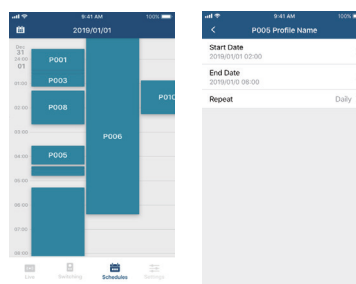 9:41 AM 100%
2019/01/01
Dec
31
24:00
01
P001
01:00
P003
P010
02:00
P008
03:00
P006
04:00
P005
05:00
06:00
07:00
08:00
Live Switching Schedules Settings
9:41 AM 100%
P005 Profile Name
Start Date
2019/01/01 02:00
End Date
2019/01/0 06:00
Repeat Daily